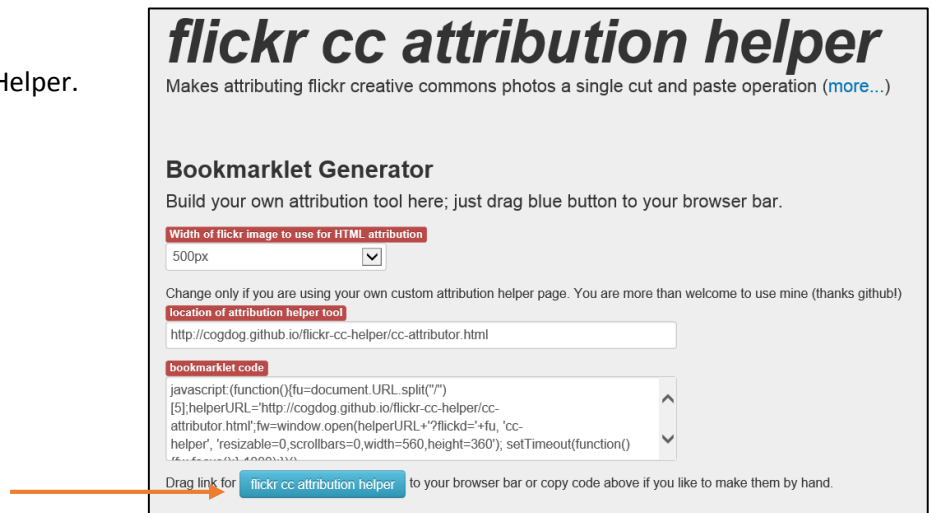 flickr cc attribution helper
Helper.
Makes attributing flickr creative commons photos a single cut and paste operation (more...)
Bookmarklet Generator
Build your own attribution tool here; just drag blue button to your browser bar.
Width of flickr image to use for HTML attribution
500px
Change only if you are using your own custom attribution helper page. You are more than welcome to use mine (thanks github!)
location of attribution helper tool
http://cogdog.github.io/flickr-cc-helper/cc-attributor.html
bookmarklet code
javascript:(function(){fu=document.URL.split("/")
[5];helperURL='http://cogdog.github.io/flickr-cc-helper/cc-
attributor.html';fw=window.open(helperURL+'?flickd='+fu, 'cc-
helper', 'resizable=0,scrollbars=0,width=560,height=360'); setTimeout(function()
Drag link for flickr cc attribution helper to your browser bar or copy code above if you like to make them by hand.